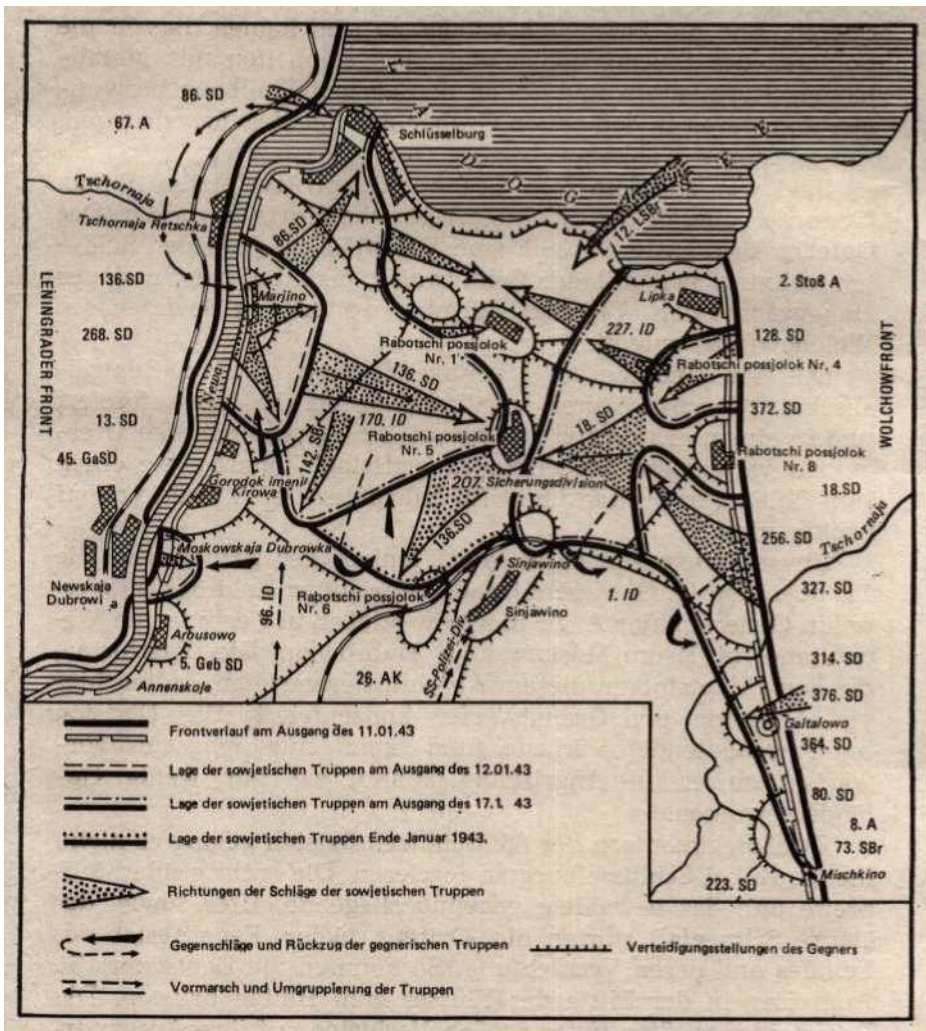 86. SD
67. A
Schlüsselburg
LADOGASEE
Tschornaja
Tschornaja Retschka
86. SD
12. LSBr
136. SD
Marjino
Lipka
2. Stoß A
LENINGRADER FRONT
268. SD
Newa
227. ID
128. SD
Rabotschi possjolok
Nr. 1
Rabotschi possjolok Nr. 4
WOLCHOWFRONT
136. SD
13. SD
170. ID
18. SD
372. SD
142. SBr
Rabotschi possjolok
Nr. 5
Rabotschi possjolok
Nr. 8
45. GaSD
Gorodok imeni
Kirowa
207. Sicherungsdivision
18. SD
Tschornaja
136. SD
256. SD
Moskowskaja Dubrowka
Newskaja
Dubrowi a
Sinjawino
327. SD
96. ID
Rabotschi possjolok
Nr. 6
Sinjawino
1. ID
Arbusowo
5. Geb SD
SS-Polizei-Div
314. SD
26. AK
376. SD
Annenskoje
Gaitalowo
364. SD
80. SD
8. A
73. SBr
223. SD
Mischkino
Frontverlauf am Ausgang des 11.01.43
Lage der sowjetischen Truppen am Ausgang des 12.01.43
Lage der sowjetischen Truppen am Ausgang des 17.1. 43
Lage der sowjetischen Truppen Ende Januar 1943.
Richtungen der Schläge der sowjetischen Truppen
Gegenschläge und Rückzug der gegnerischen Truppen
Verteidigungsstellungen des Gegners
Vormarsch und Umgruppierung der Truppen